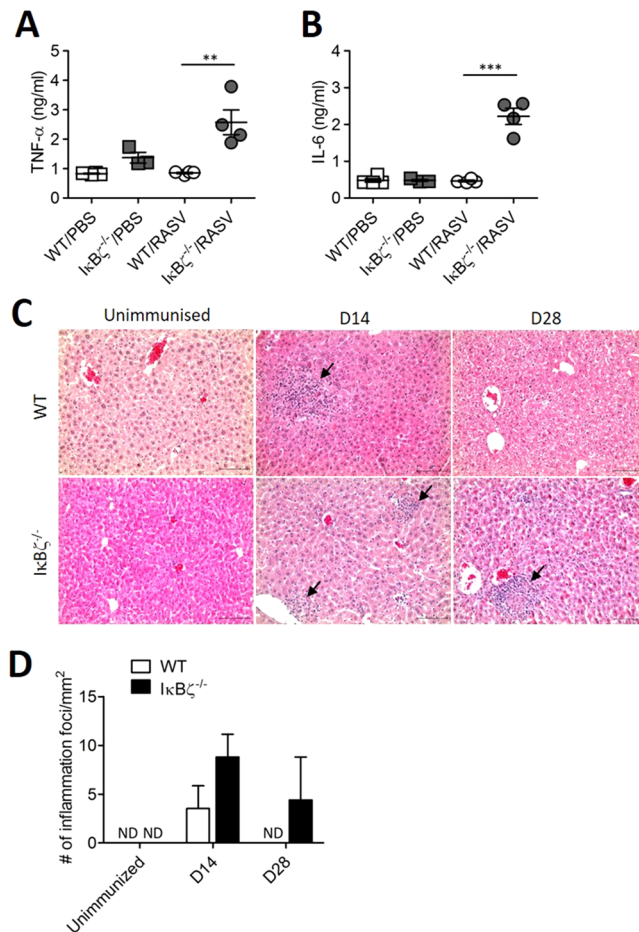 A
TNF-α (ng/ml)
5
4
3
2
1
0
**
WT/PBS
IκBζ-/-/PBS
WT/RASV
IκBζ-/-/RASV
B
IL-6 (ng/ml)
6
4
2
0
***
WT/PBS
IκBζ-/-/PBS
WT/RASV
IκBζ-/-/RASV
C
Unimmunised
D14
D28
WT
IκBζ-/-
D
WT
IκBζ-/-
# of inflammation foci/mm²
15
10
5
0
ND ND
ND
Unimmunized
D14
D28